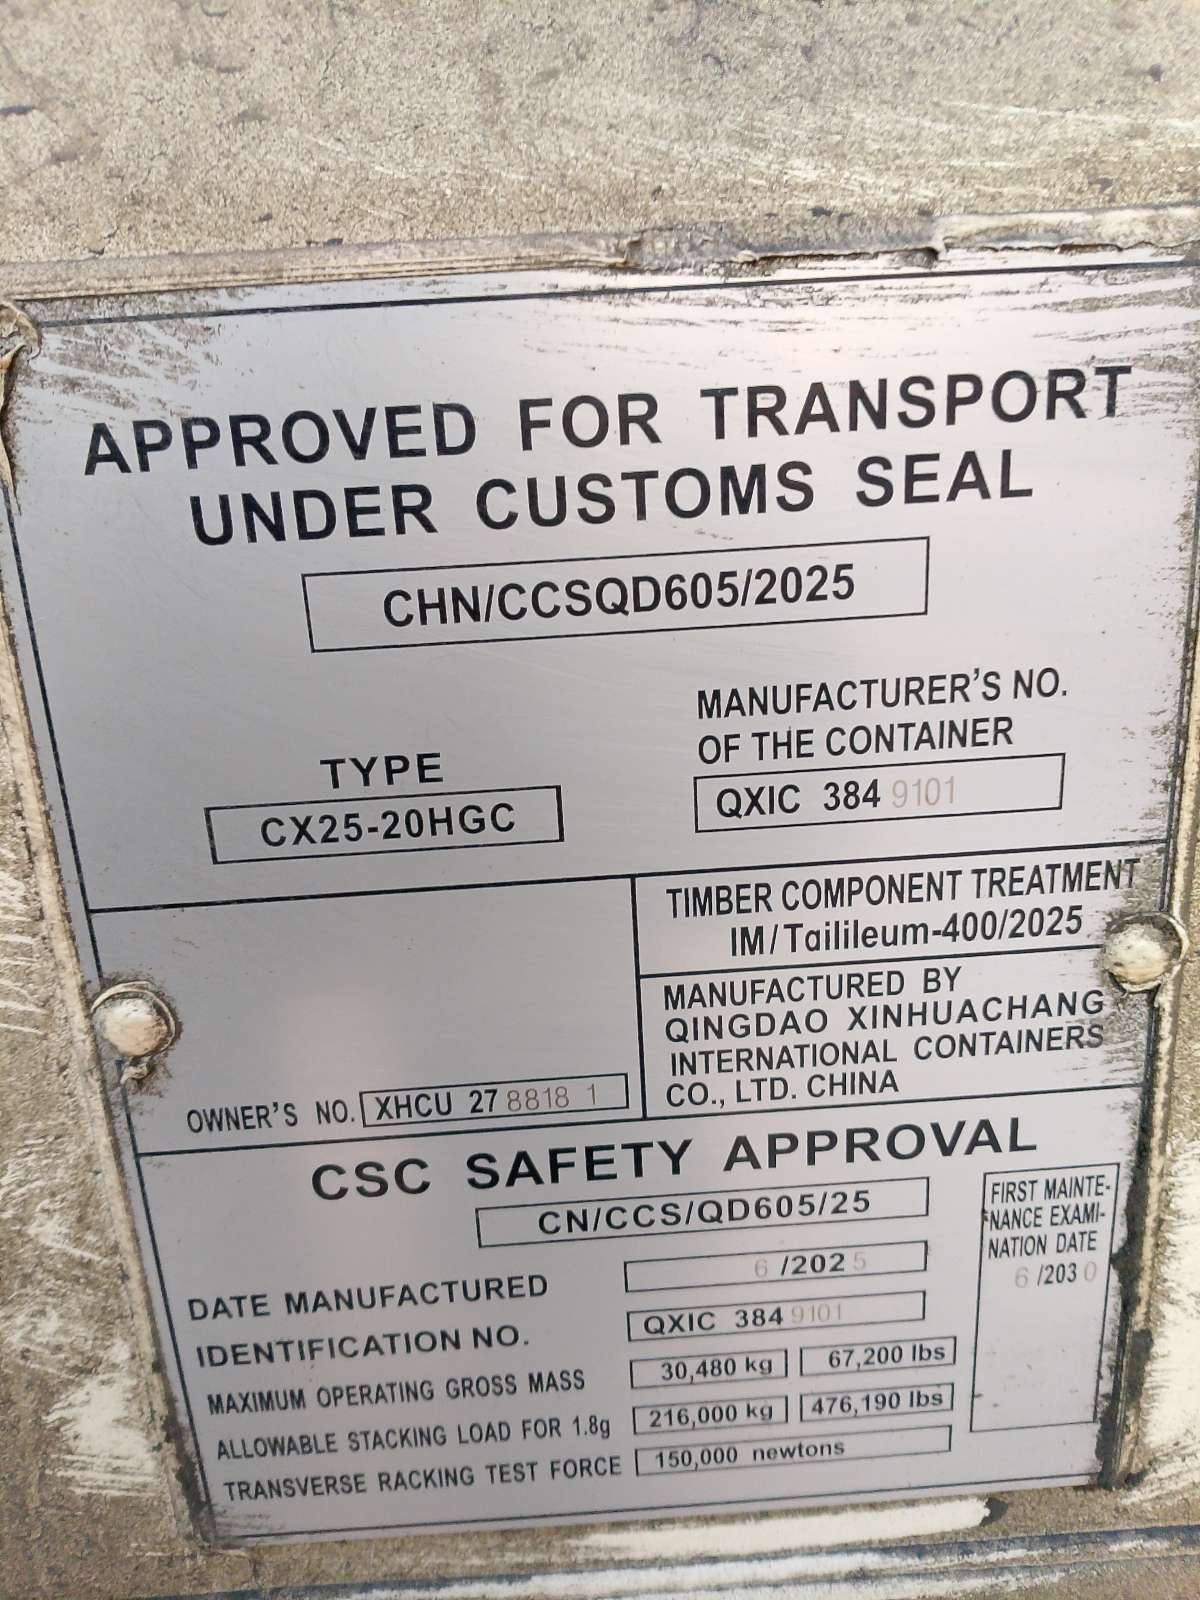 APPROVED FOR TRANSPORT
UNDER CUSTOMS SEAL
CHN/CCSQD605/2025
TYPE
CX25-20HGC
MANUFACTURER'S NO.
OF THE CONTAINER
QXIC 384 9101
TIMBER COMPONENT TREATMENT
IM/Tailileum-400/2025
MANUFACTURED BY
QINGDAO XINHUACHANG
INTERNATIONAL CONTAINERS
CO., LTD. CHINA
OWNER'S NO. XHCU 27 8818 1
CSC SAFETY APPROVAL
CN/CCS/QD605/25
DATE MANUFACTURED 6 /2025
IDENTIFICATION NO. QXIC 384 9101
MAXIMUM OPERATING GROSS MASS 30,480 kg 67,200 lbs
ALLOWABLE STACKING LOAD FOR 1.8g 216,000 kg 476,190 lbs
TRANSVERSE RACKING TEST FORCE 150,000 newtons
FIRST MAINTE-
NANCE EXAMI-
NATION DATE
6 /2030